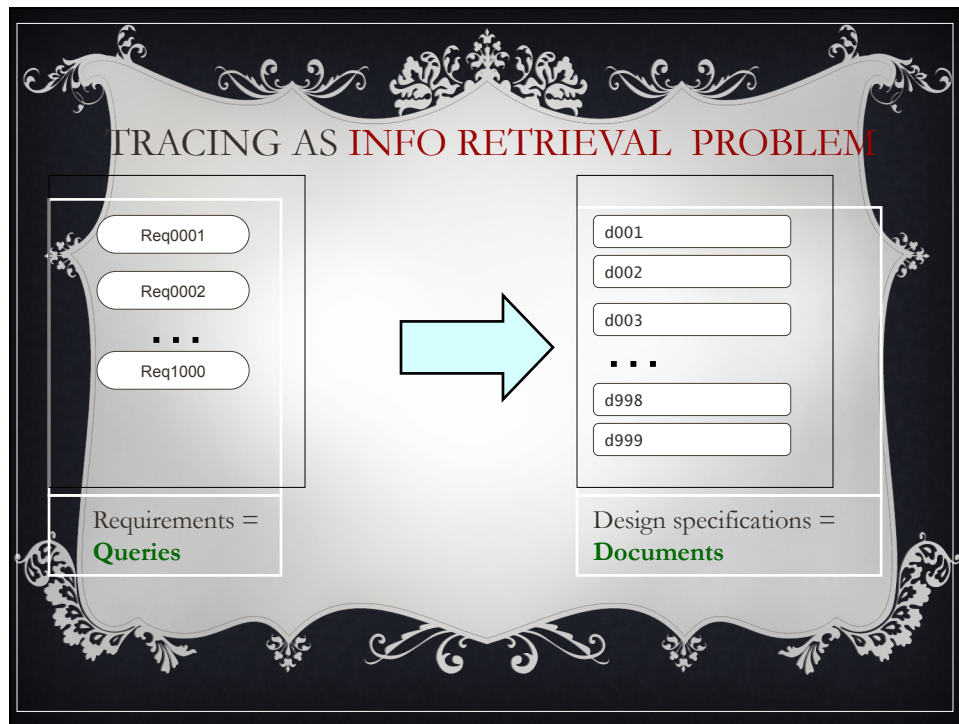 TRACING AS INFO RETRIEVAL PROBLEM
Req0001
Req0002
...
Req1000
Requirements =
Queries
d001
d002
d003
...
d998
d999
Design specifications =
Documents